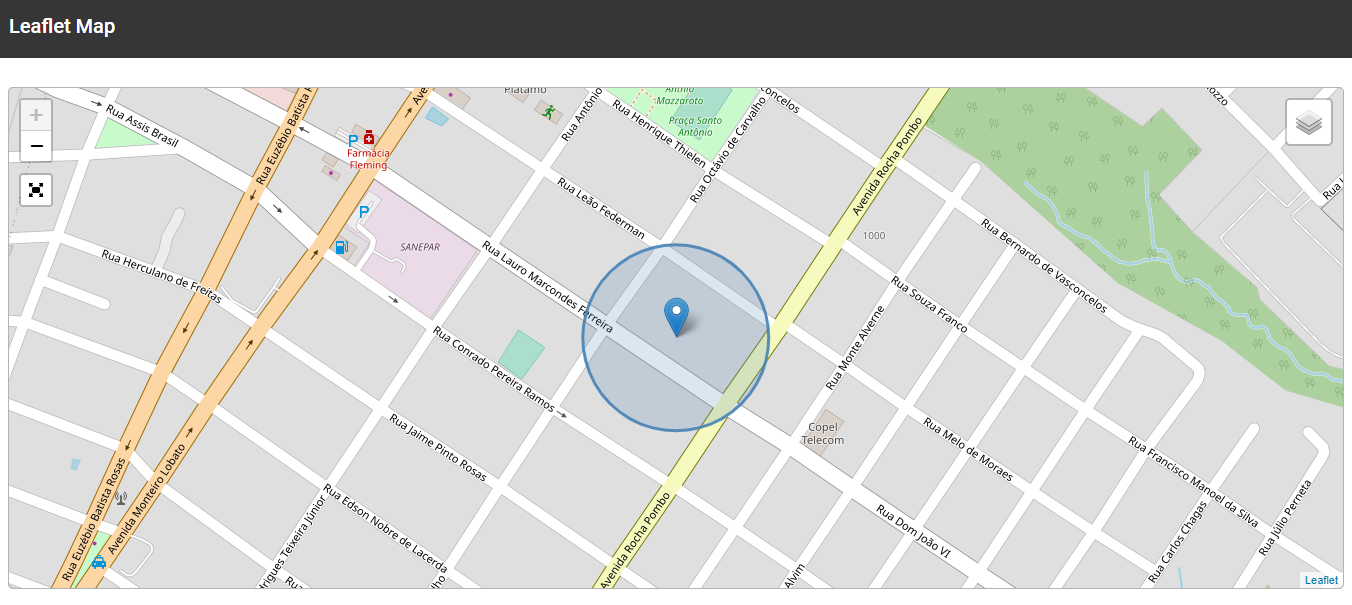 Leaflet Map
+
−
Rua Assis Brasil
Rua Euzébio Batista R
Ave
Platamo
Rua Antônio
Rua Henrique Thielen
Mazzaroto
Praça Santo
Antônio
concelos
Rua Octávio de Carvalho
Avenida Rocha Pombo
ozzo
P
Farmácia
Fleming
P
SANEPAR
Rua Leão Federman
1000
Rua Bernardo de Vasconcelos
Rua Herculano de Freitas
Rua Lauro Marcondes Ferreira
Rua Souza Franco
Rua Monte Alverne
Rua Conrado Pereira Ramos
Copel
Telecom
Rua Jaime Pinto Rosas
Rua Melo de Moraes
Rua Francisco Manoel da Silva
Rua Euzébio Batista Rosas
Avenida Monteiro Lobato
Rua Edson Nobre de Lacerda
drigues Teixeira Júnior
Avenida Rocha Pombo
Rua Dom João VI
Rua Carlos Chagas
Rua Júlio Perneta
Rua
lho
Alvim
Leaflet